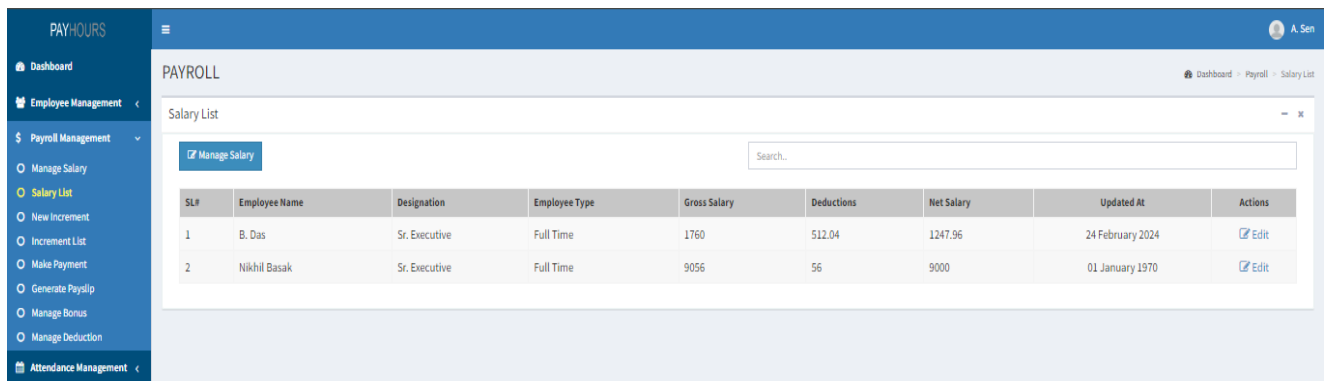 PAYHOURS
A. Sen
Dashboard
Employee Management
Payroll Management
Manage Salary
Salary List
New Increment
Increment List
Make Payment
Generate Payslip
Manage Bonus
Manage Deduction
Attendance Management
PAYROLL
Dashboard > Payroll > Salary List
Salary List
Manage Salary
Search..
SL# Employee Name Designation Employee Type Gross Salary Deductions Net Salary Updated At Actions
1 B. Das Sr. Executive Full Time 1760 512.04 1247.96 24 February 2024 Edit
2 Nikhil Basak Sr. Executive Full Time 9056 56 9000 01 January 1970 Edit